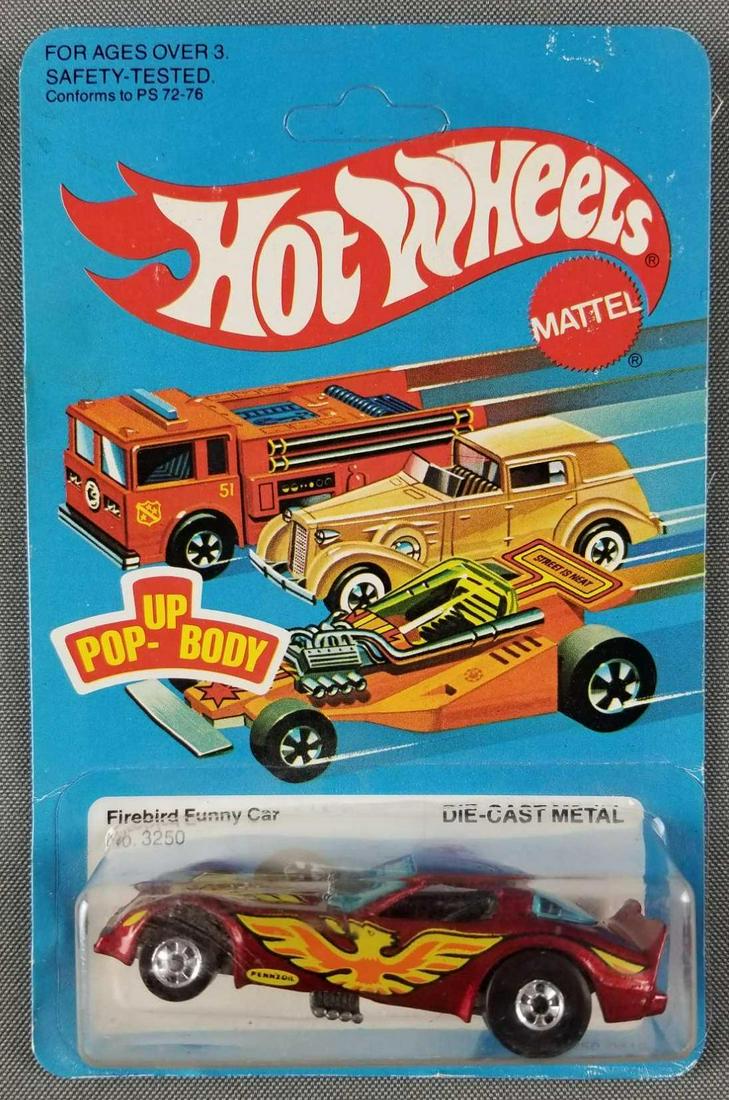 FOR AGES OVER 3.
SAFETY-TESTED.
Conforms to PS 72-76
HOT WHEELS®
MATTEL
®
51
STREET IS NEAT
POP-UP BODY
Firebird Funny Car
DIE-CAST METAL
No. 3250
PENNZOIL